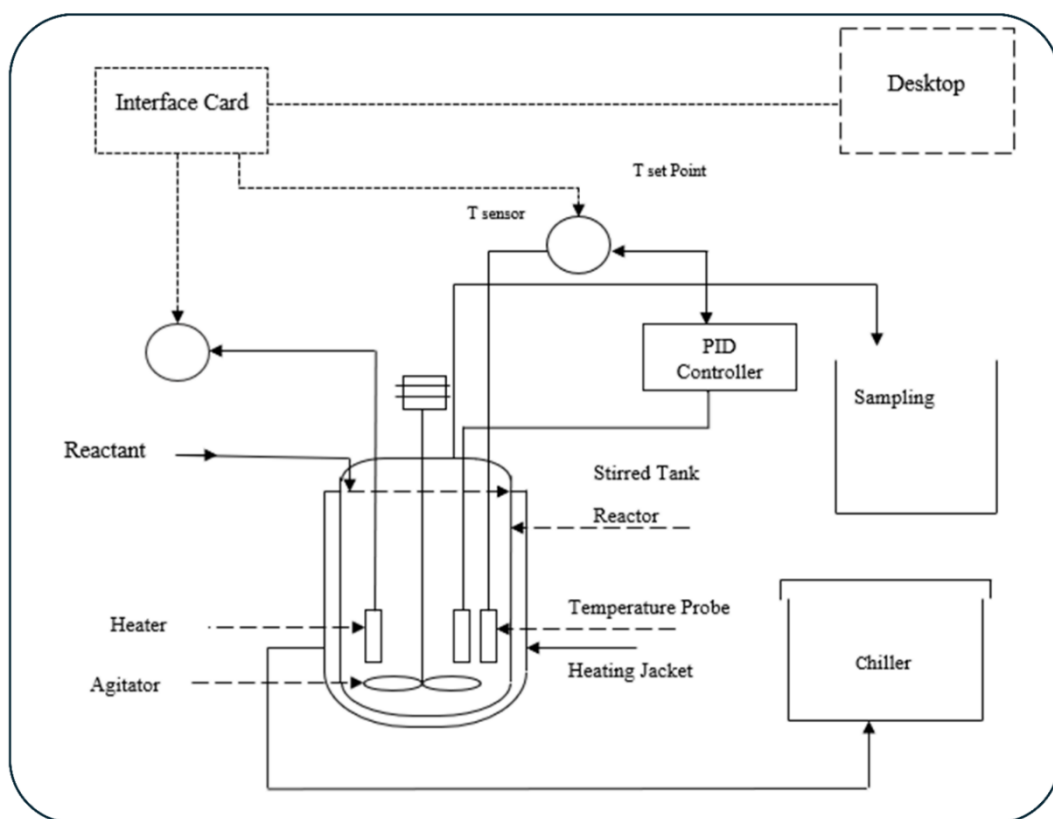 Interface Card
Desktop
T set Point
T sensor
PID
Controller
Sampling
Reactant
Stirred Tank
Reactor
Heater
Temperature Probe
Heating Jacket
Agitator
Chiller